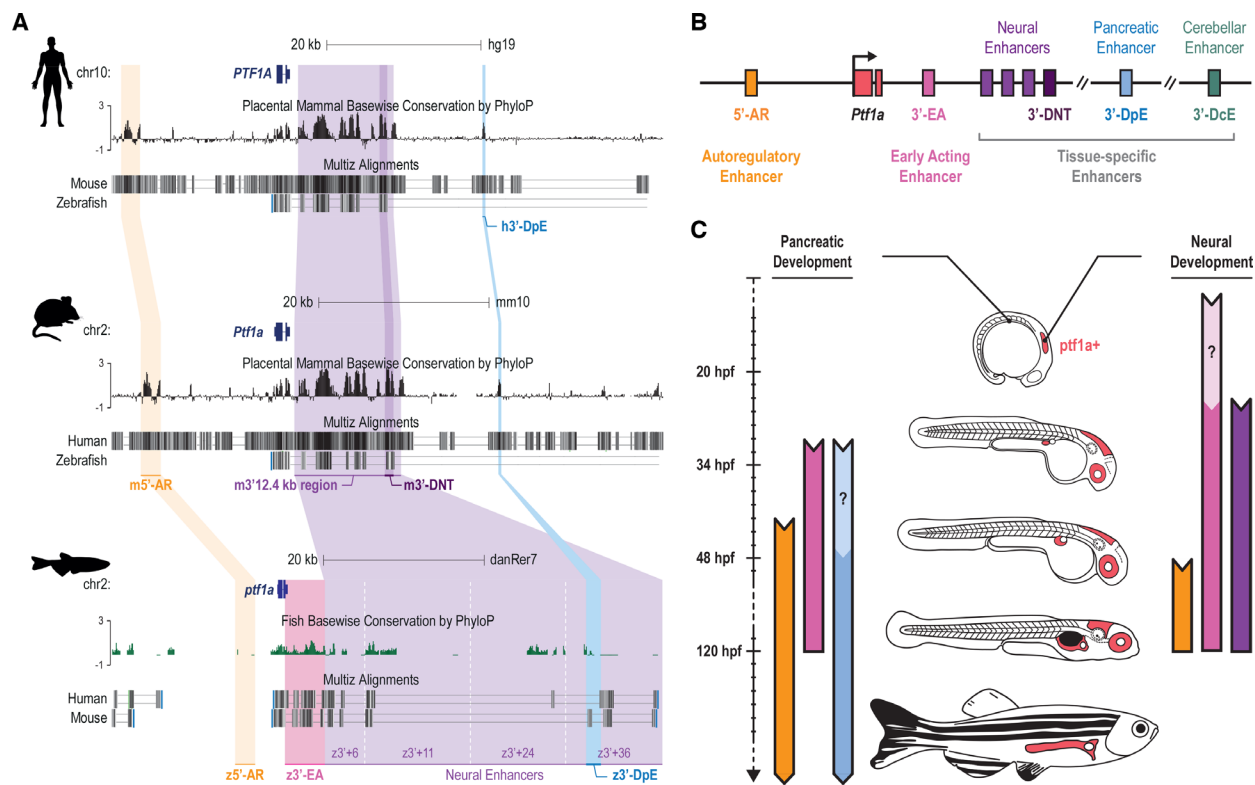 A
20 kb
hg19
chr10:
PTF1A
Placental Mammal Basewise Conservation by PhyloP
3
-1
Multiz Alignments
Mouse
Zebrafish
h3'-DpE
20 kb
mm10
chr2:
Ptf1a
Placental Mammal Basewise Conservation by PhyloP
3
-1
Multiz Alignments
Human
Zebrafish
m5'-AR
m3'12.4 kb region
m3'-DNT
20 kb
danRer7
chr2:
ptf1a
Fish Basewise Conservation by PhyloP
3
-1
Multiz Alignments
Human
Mouse
z3'+6
z3'+11
z3'+24
z3'+36
z5'-AR
z3'-EA
Neural Enhancers
z3'-DpE
B
Neural
Enhancers
Pancreatic
Enhancer
Cerebellar
Enhancer
//
//
5'-AR
Ptf1a
3'-EA
3'-DNT
3'-DpE
3'-DcE
Autoregulatory
Enhancer
Early Acting
Enhancer
Tissue-specific
Enhancers
C
Pancreatic
Development
Neural
Development
ptf1a+
20 hpf
34 hpf
48 hpf
120 hpf
?
?